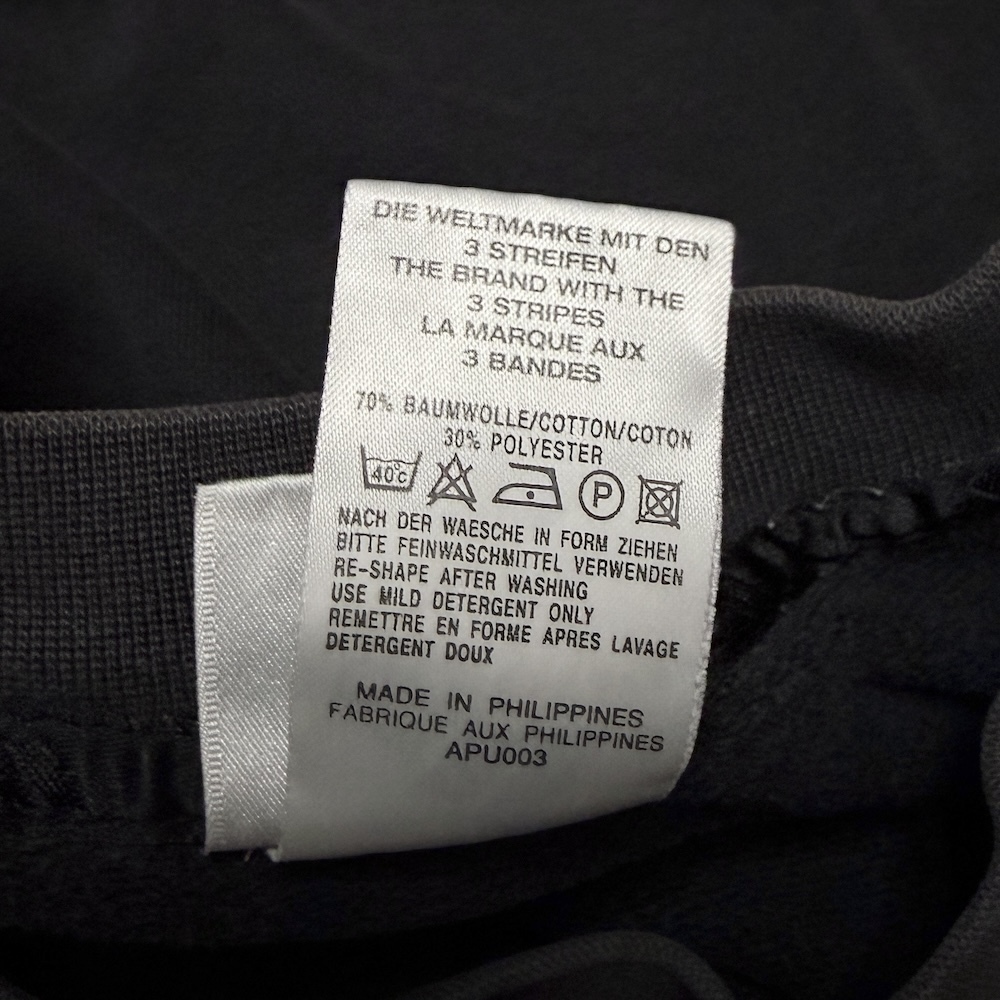 DIE WELTMARKE MIT DEN
3 STREIFEN
THE BRAND WITH THE
3 STRIPES
LA MARQUE AUX
3 BANDES
70% BAUMWOLLE/COTTON/COTON
30% POLYESTER
40°C P
NACH DER WAESCHE IN FORM ZIEHEN
BITTE FEINWASCHMITTEL VERWENDEN
RE-SHAPE AFTER WASHING
USE MILD DETERGENT ONLY
REMETTRE EN FORME APRES LAVAGE
DETERGENT DOUX
MADE IN PHILIPPINES
FABRIQUE AUX PHILIPPINES
APU003